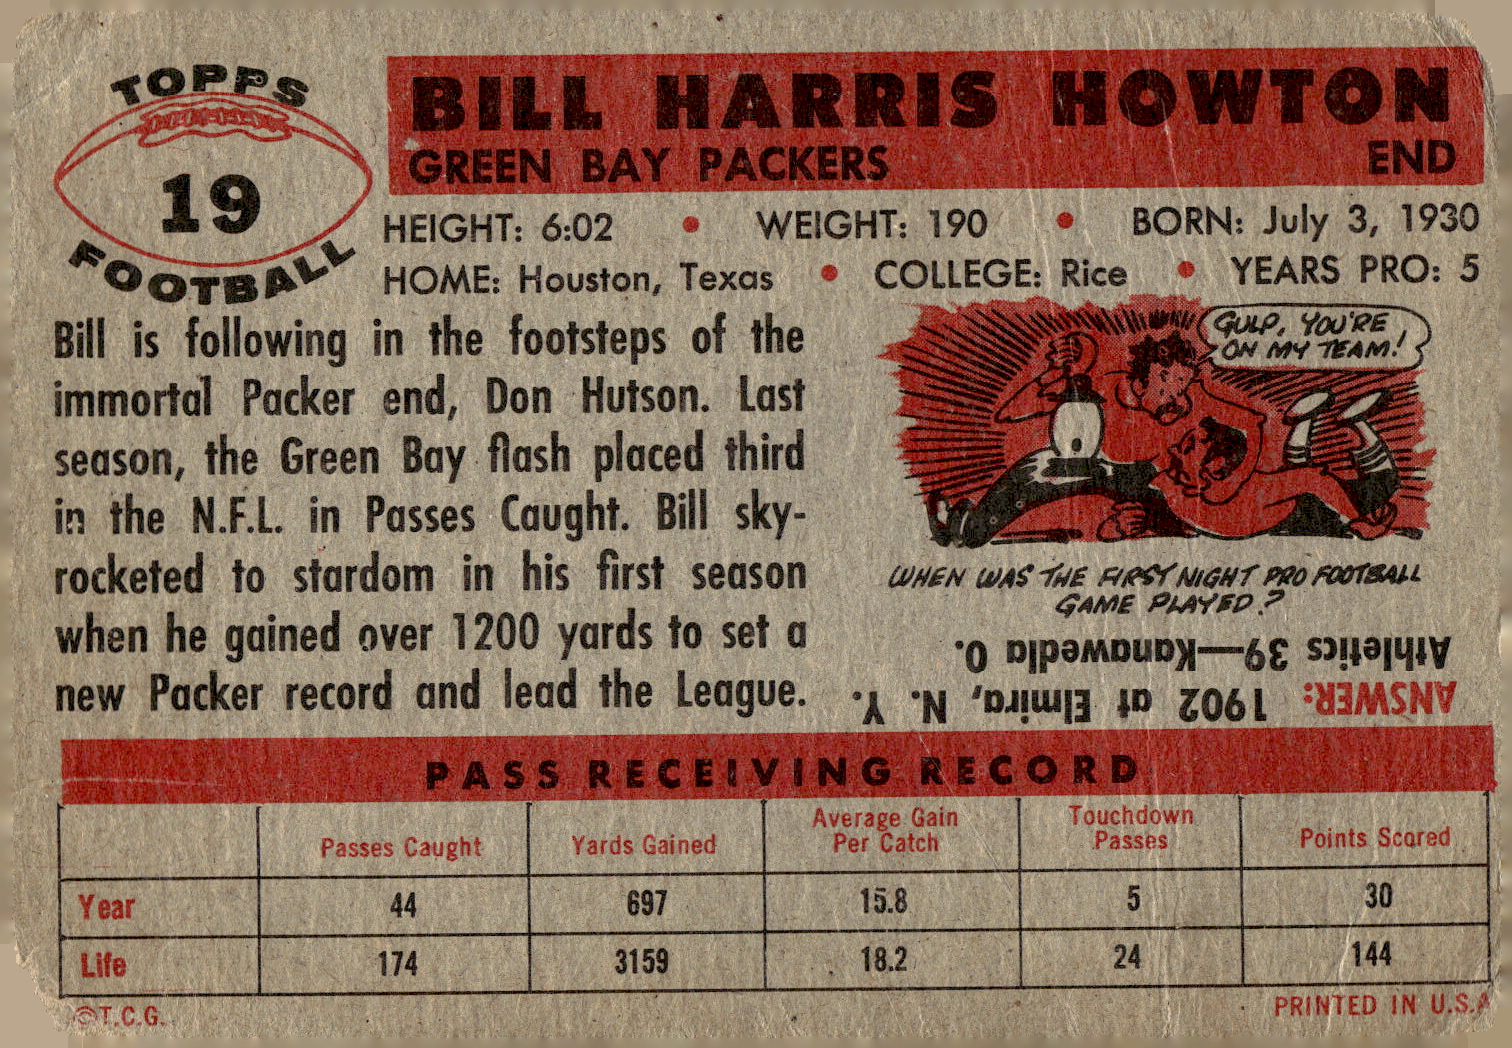 TOPPS
19
FOOTBALL
BILL HARRIS HOWTON
GREEN BAY PACKERS END
HEIGHT: 6:02 • WEIGHT: 190 • BORN: July 3, 1930
HOME: Houston, Texas • COLLEGE: Rice • YEARS PRO: 5
Bill is following in the footsteps of the
immortal Packer end, Don Hutson. Last
season, the Green Bay flash placed third
in the N.F.L. in Passes Caught. Bill sky-
rocketed to stardom in his first season
when he gained over 1200 yards to set a
new Packer record and lead the League.
GULP, YOU'RE
ON MY TEAM!
WHEN WAS THE FIRST NIGHT PRO FOOTBALL
GAME PLAYED?
ANSWER: 1902 at Elmira, N. Y.
Athletics 39—Kanawedla 0.
PASS RECEIVING RECORD
Passes Caught Yards Gained Average Gain Per Catch Touchdown Passes Points Scored
Year 44 697 15.8 5 30
Life 174 3159 18.2 24 144
©T.C.G. PRINTED IN U.S.A